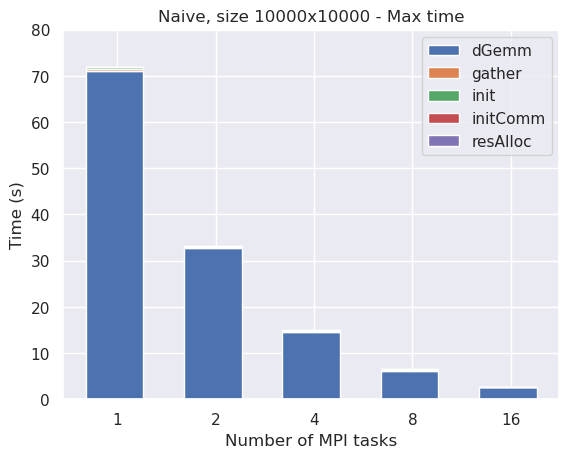 Naive, size 10000x10000 - Max time
80
70
60
50
40
30
20
10
0
Time (s)
dGemm
gather
init
initComm
resAlloc
1 2 4 8 16
Number of MPI tasks